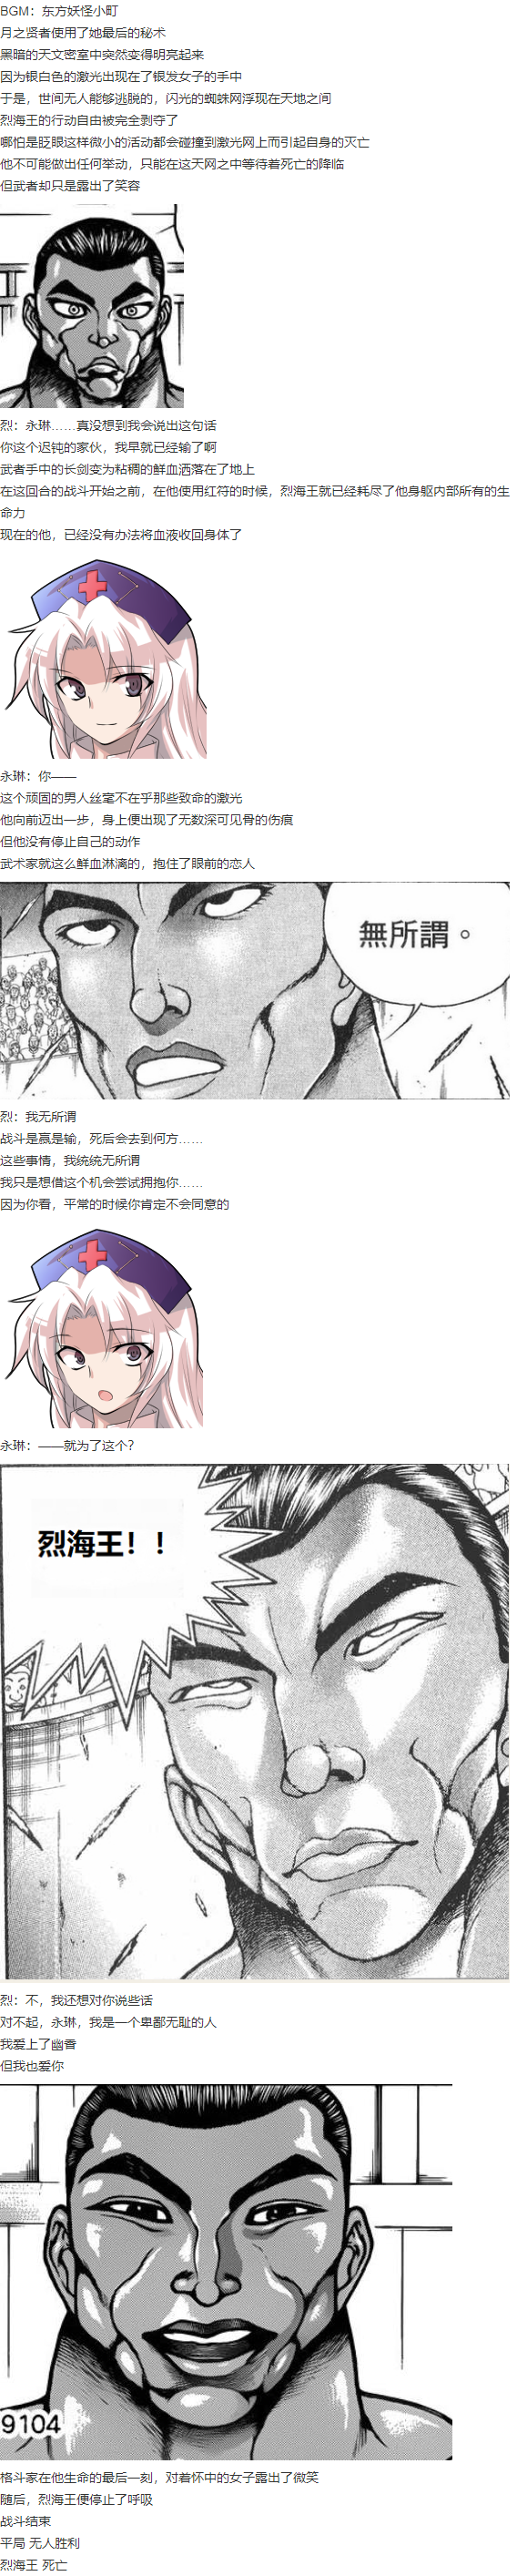 BGM：东方妖怪小町
月之贤者使用了她最后的秘术
黑暗的天文密室中突然变得明亮起来
因为银白色的激光出现在了银发女子的手中
于是，世间无人能够逃脱的，闪光的蜘蛛网浮现在天地之间
烈海王的行动自由被完全剥夺了
哪怕是眨眼这样微小的活动都会碰撞到激光网上而引起自身的灭亡
他不可能做出任何举动，只能在这天网之中等待着死亡的降临
但武者却只是露出了笑容
烈：永琳……真没想到我会说出这句话
你这个迟钝的家伙，我早就已经输了啊
武者手中的长剑变为粘稠的鲜血洒落在了地上
在这回合的战斗开始之前，在他使用红符的时候，烈海王就已经耗尽了他身躯内部所有的生
命力
现在的他，已经没有办法将血液收回身体了
永琳：你——
这个顽固的男人丝毫不在乎那些致命的激光
他向前迈出一步，身上便出现了无数深可见骨的伤痕
但他没有停止自己的动作
武术家就这么鲜血淋漓的，抱住了眼前的恋人
無所謂。
烈：我无所谓
战斗是赢是输，死后会去到何方……
这些事情，我统统无所谓
我只是想借这个机会尝试拥抱你……
因为你看，平常的时候你肯定不会同意的
永琳：——就为了这个？
烈海王！！
烈：不，我还想对你说些话
对不起，永琳，我是一个卑鄙无耻的人
我爱上了幽香
但我也爱你
9104
格斗家在他生命的最后一刻，对着怀中的女子露出了微笑
随后，烈海王便停止了呼吸
战斗结束
平局 无人胜利
烈海王 死亡